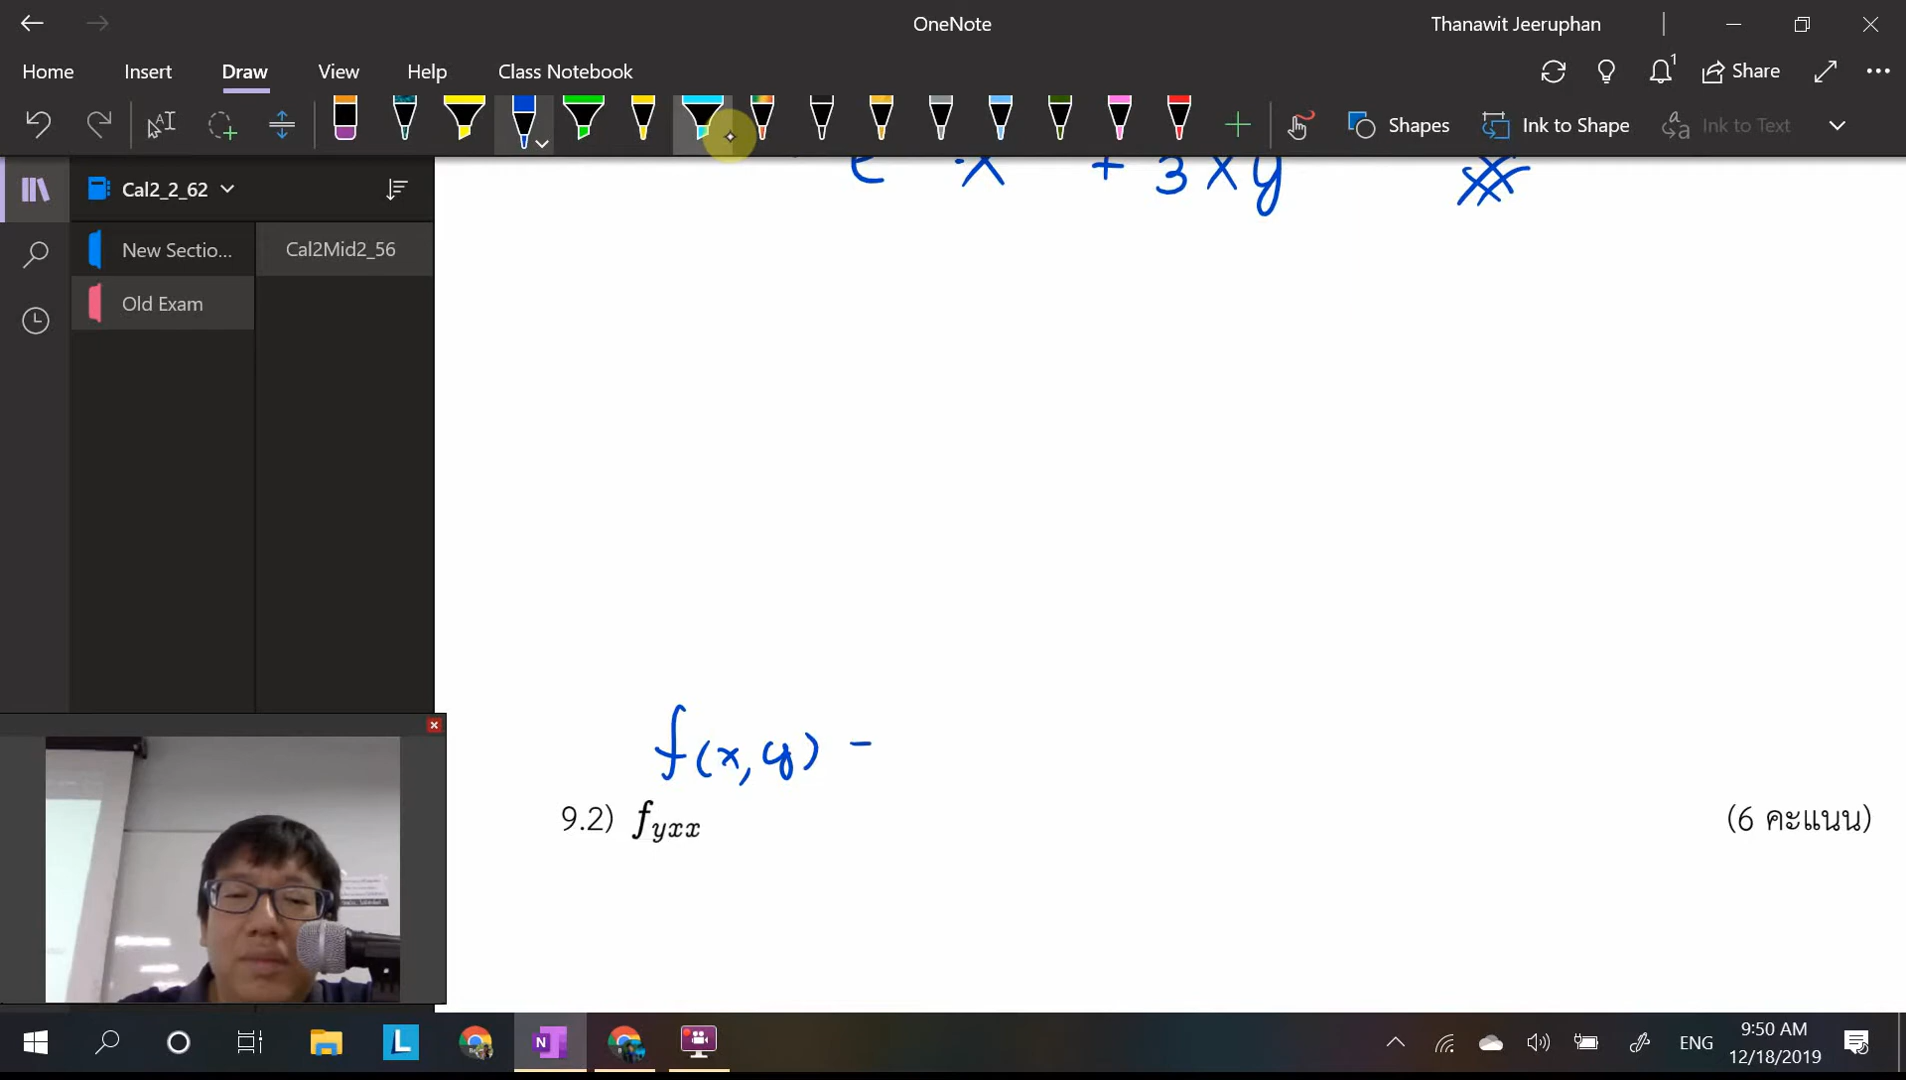 OneNote
Thanawit Jeeruphan
Home Insert Draw View Help Class Notebook
1
Share
Shapes
Ink to Shape
Ink to Text
Cal2_2_62
New Sectio...
Cal2Mid2_56
Old Exam
e · x + 3xy
f(x,y) -
9.2) f_yxx (6 คะแนน)
L
N
ENG
9:50 AM
12/18/2019